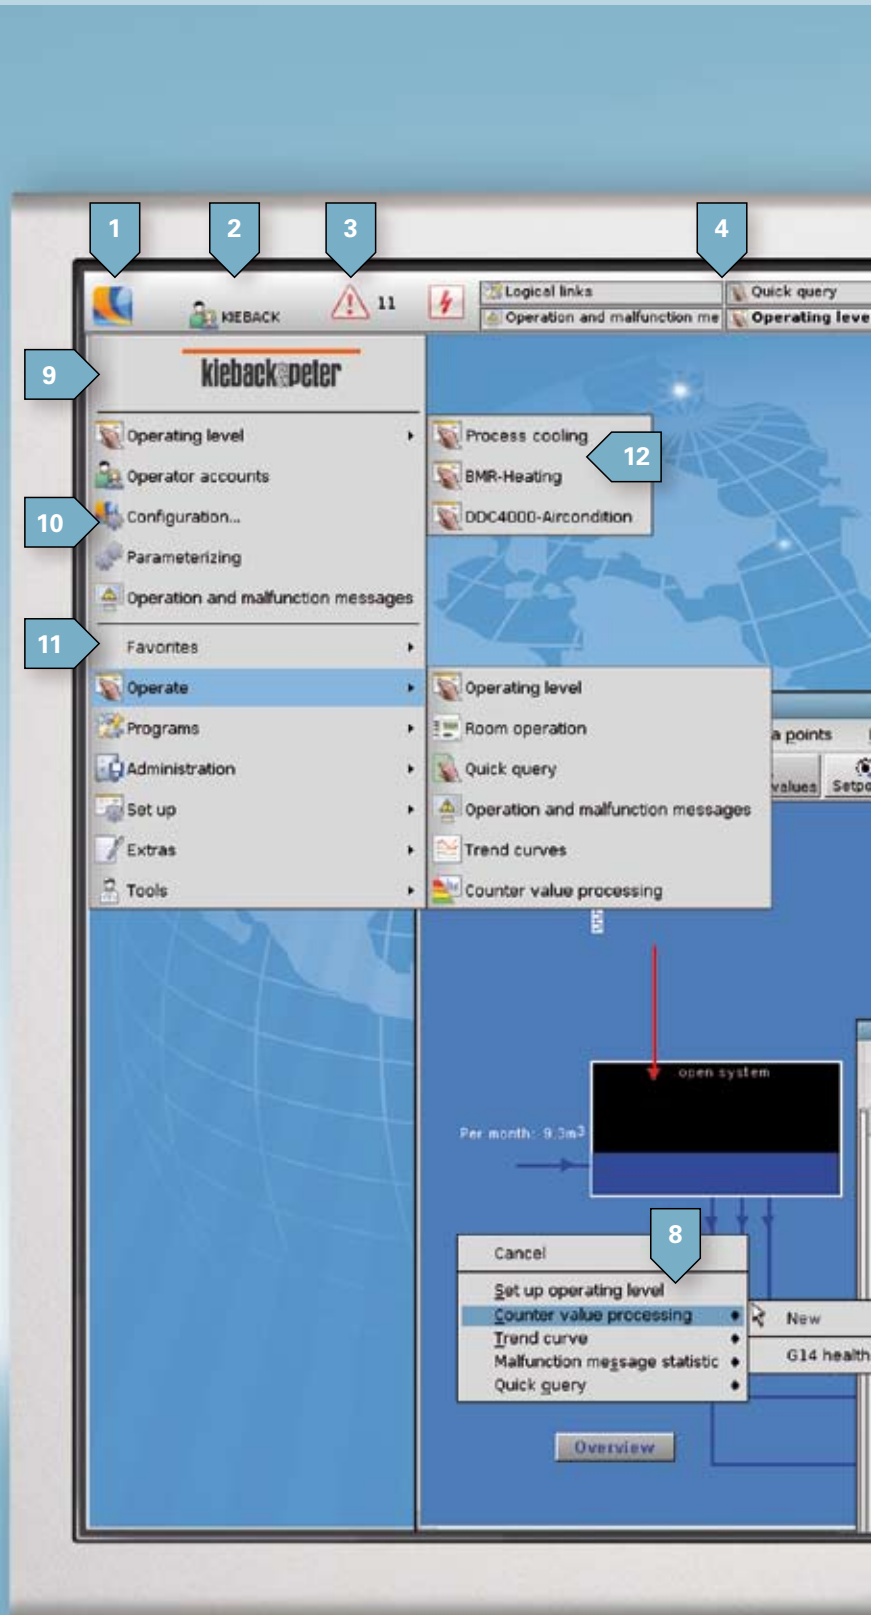 1
2
3
4
KIEBACK
11
Logical links
Quick query
Operation and malfunction me
Operating leve
9
kieback&peter
Operating level
Process cooling
12
Operator accounts
BMR-Heating
10
Configuration...
DDC4000-Aircondition
Parameterizing
Operation and malfunction messages
11
Favorites
Operate
Operating level
Programs
Room operation
a points
Administration
Quick query
values
Setpo
Set up
Operation and malfunction messages
Extras
Trend curves
Tools
Counter value processing
open system
Per month: 9.3m³
8
Cancel
Set up operating level
Counter value processing
New
Trend curve
Malfunction message statistic
G14 health
Quick query
Overview